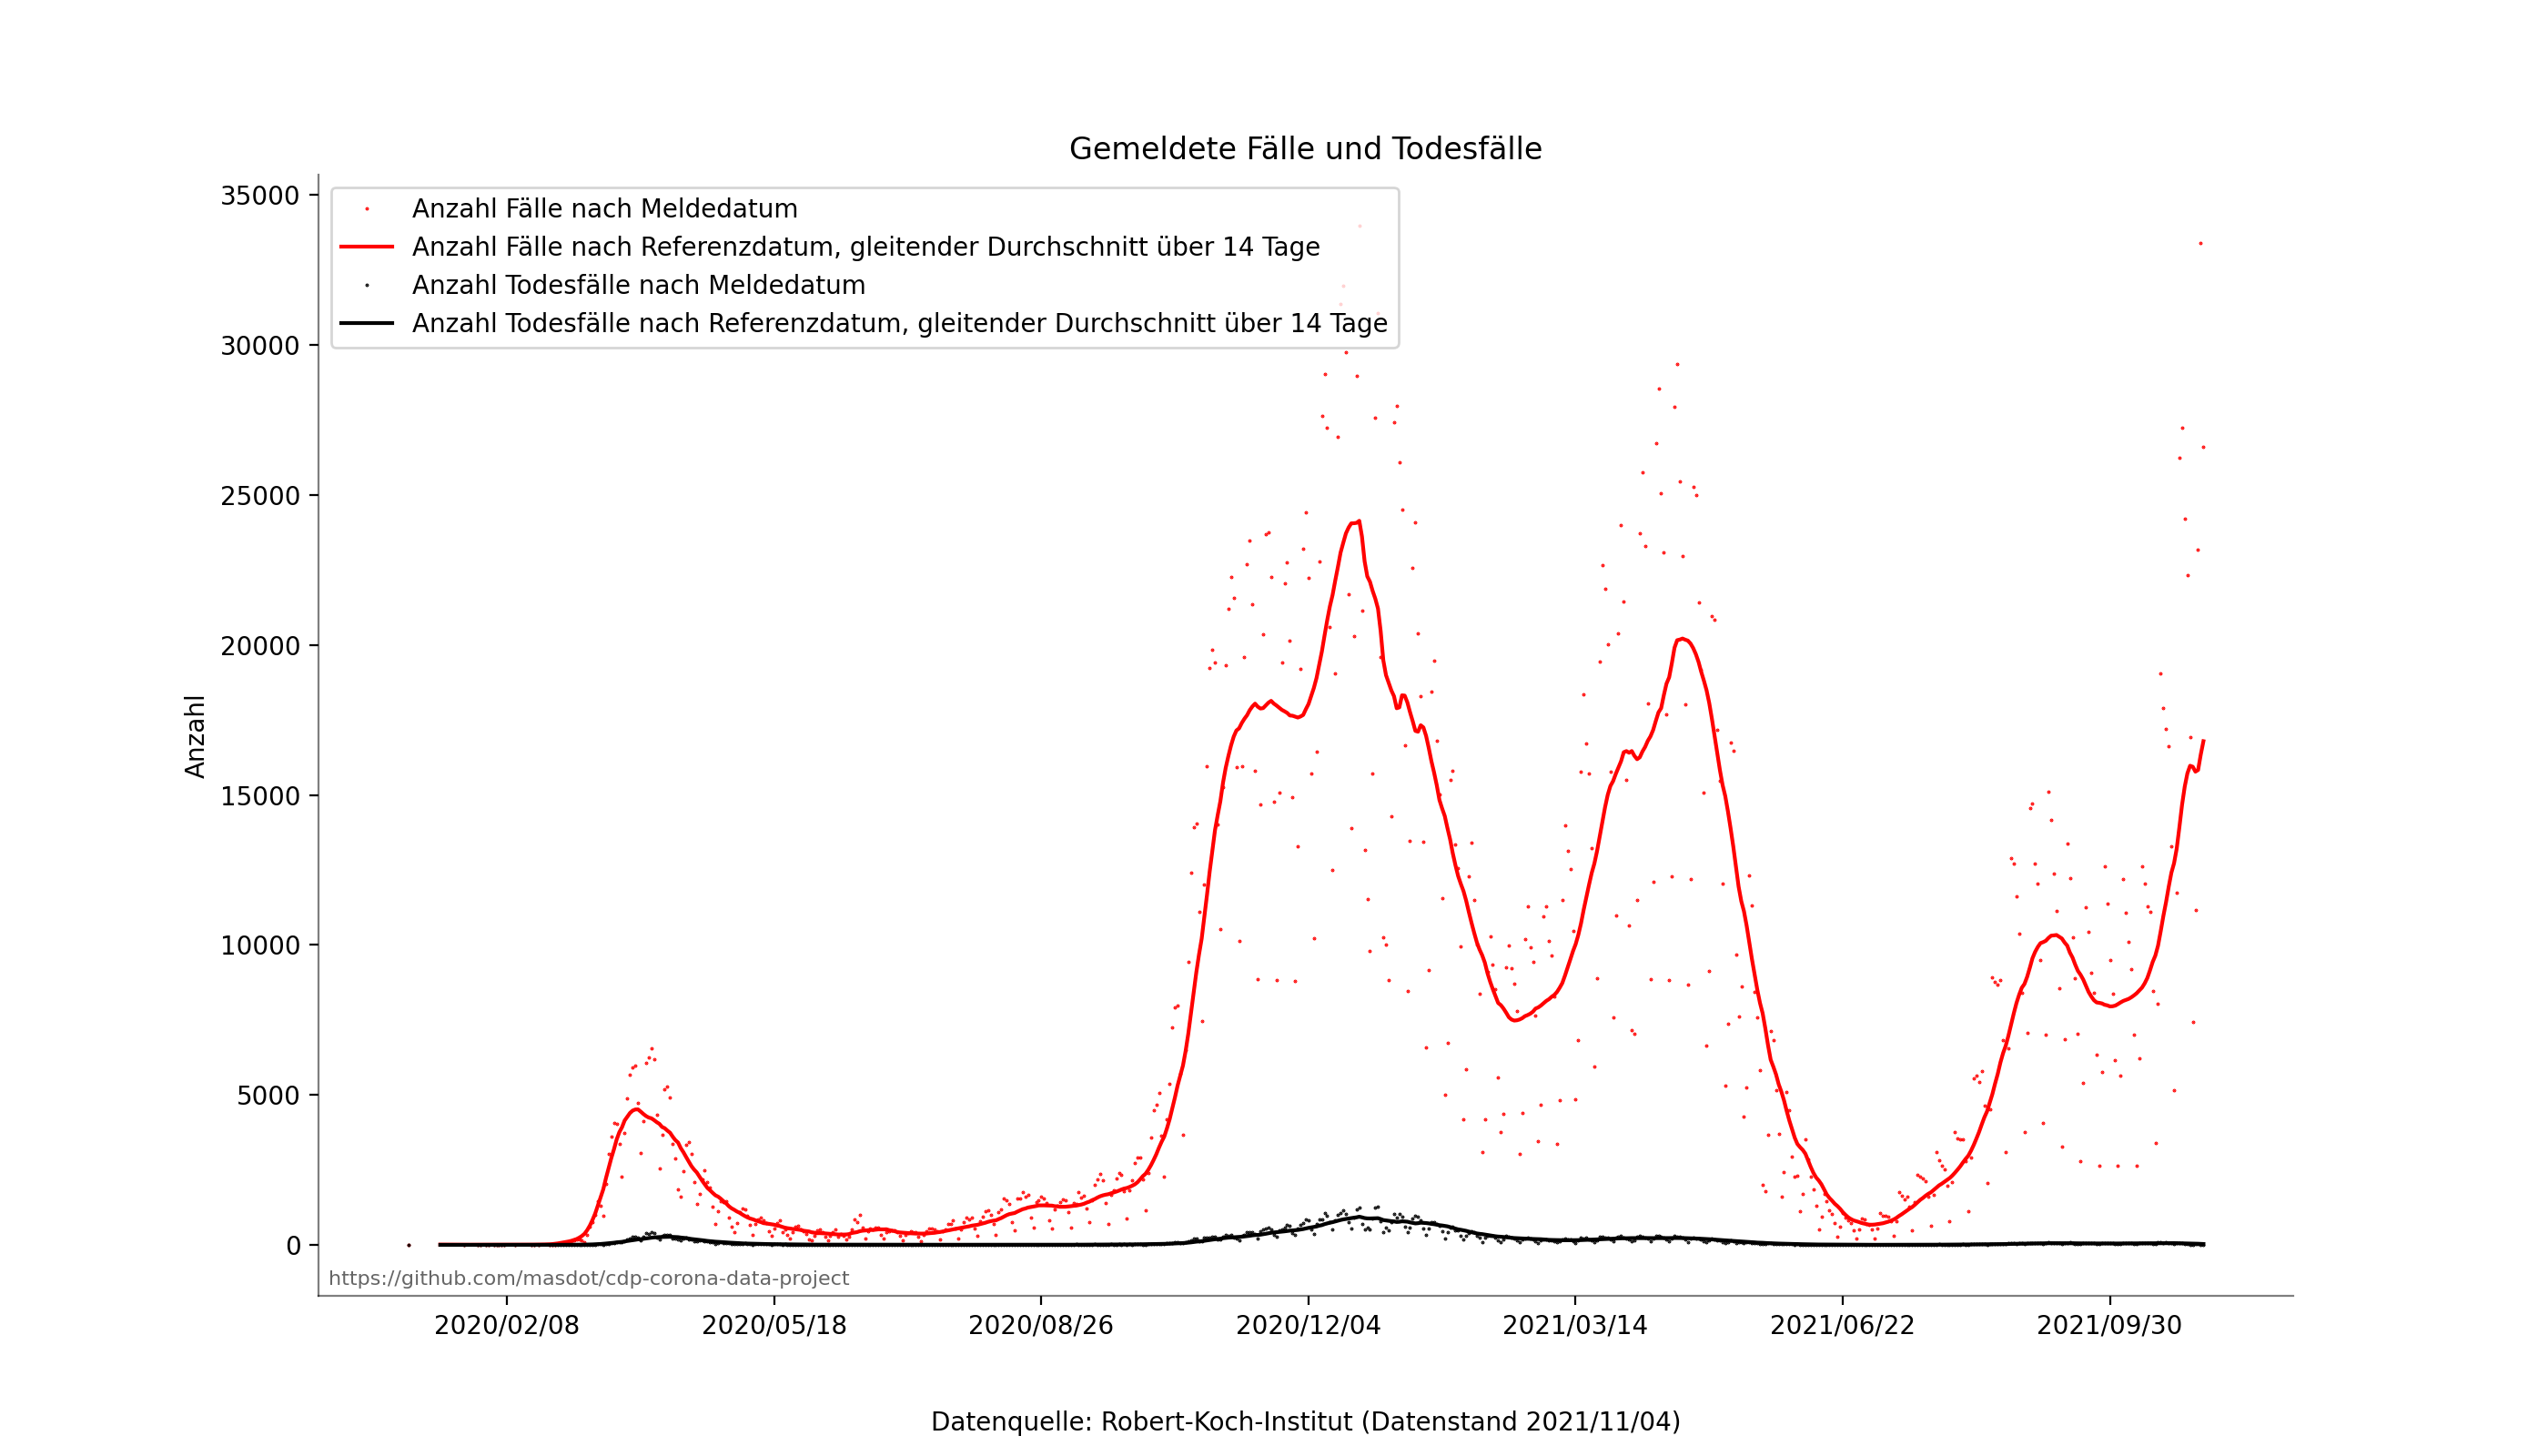 Gemeldete Fälle und Todesfälle
Anzahl Fälle nach Meldedatum
Anzahl Fälle nach Referenzdatum, gleitender Durchschnitt über 14 Tage
Anzahl Todesfälle nach Meldedatum
Anzahl Todesfälle nach Referenzdatum, gleitender Durchschnitt über 14 Tage
35000
30000
25000
20000
15000
10000
5000
0
Anzahl
https://github.com/masdot/cdp-corona-data-project
2020/02/08 2020/05/18 2020/08/26 2020/12/04 2021/03/14 2021/06/22 2021/09/30
Datenquelle: Robert-Koch-Institut (Datenstand 2021/11/04)